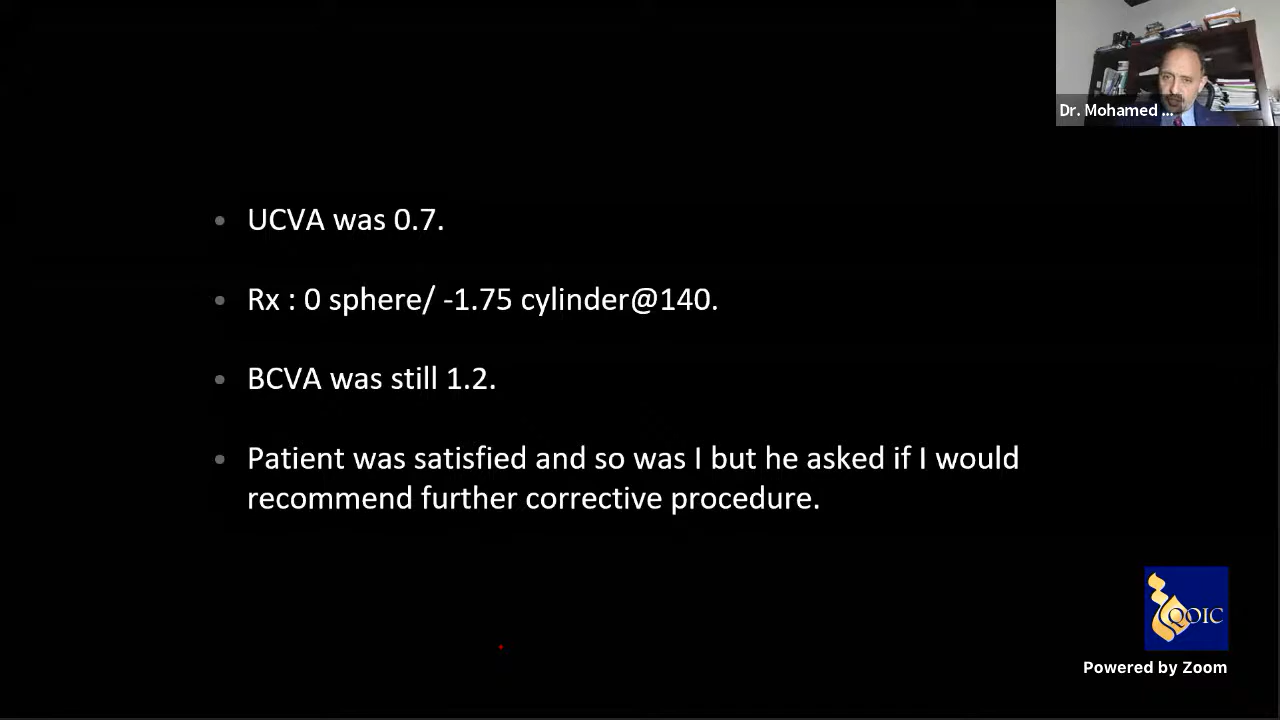 Dr. Mohamed ...
UCVA was 0.7.
Rx : 0 sphere/ -1.75 cylinder@140.
BCVA was still 1.2.
Patient was satisfied and so was I but he asked if I would
recommend further corrective procedure.
QOIC
Powered by Zoom